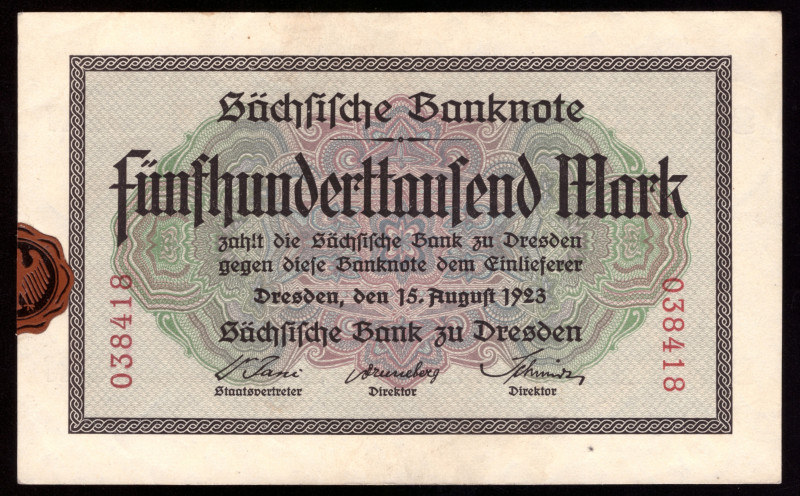 Sächsische Banknote
Fünfhunderttausend Mark
zahlt die Sächsische Bank zu Dresden
gegen diese Banknote dem Einlieferer
Dresden, den 15. August 1923
Sächsische Bank zu Dresden
Staatsvertreter Direktor Direktor
038418
038418